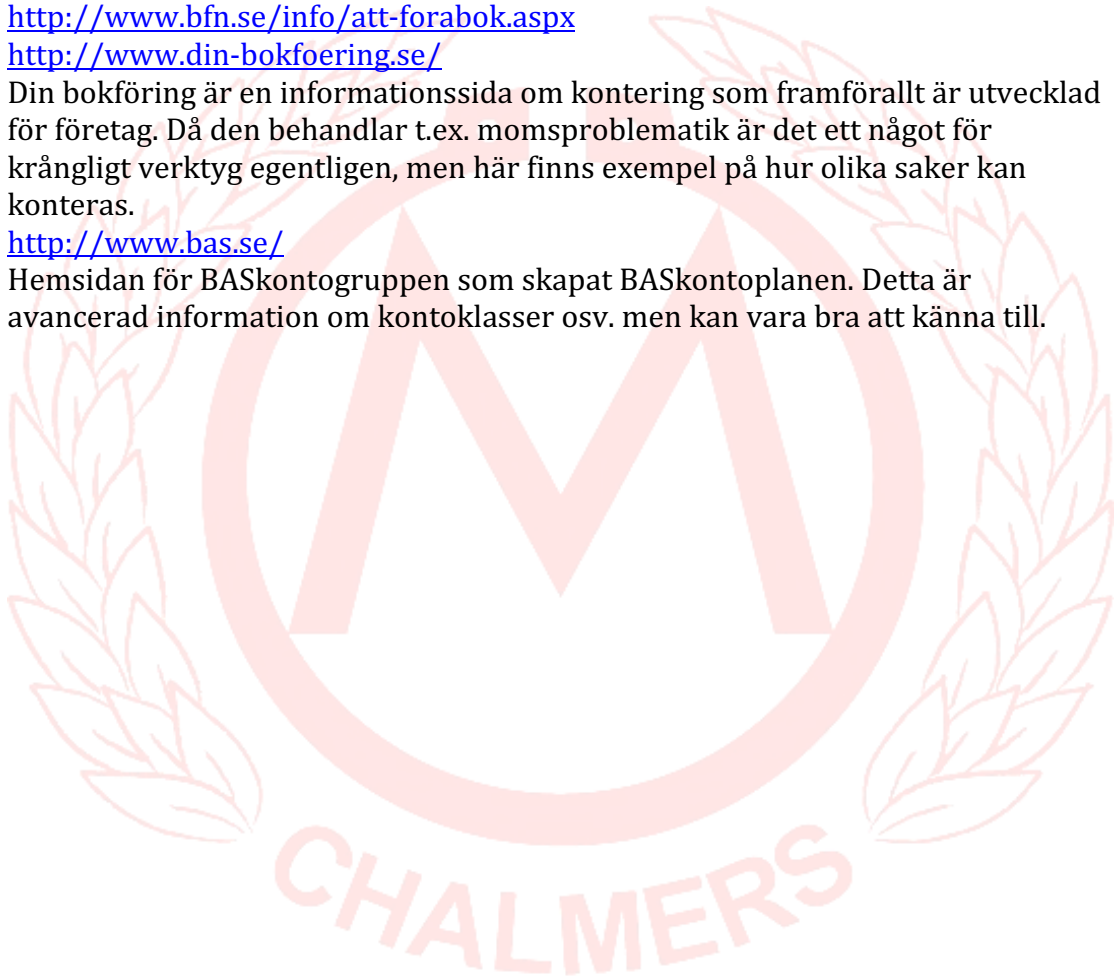 http://www.bfn.se/info/att-forabok.aspx
http://www.din-bokfoering.se/
Din bokföring är en informationssida om kontering som framförallt är utvecklad
för företag. Då den behandlar t.ex. momsproblematik är det ett något för
krångligt verktyg egentligen, men här finns exempel på hur olika saker kan
konteras.
http://www.bas.se/
Hemsidan för BASkontogruppen som skapat BASkontoplanen. Detta är
avancerad information om kontoklasser osv. men kan vara bra att känna till.
M
CHALMERS